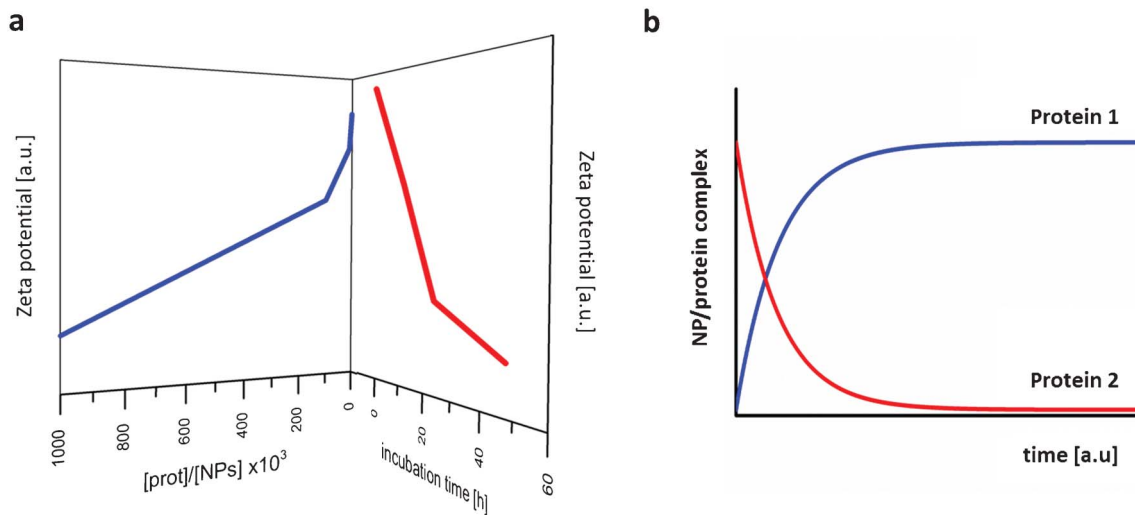 a
Zeta potential [a.u.]
1000
800
600
400
200
0
[prot]/[NPs] x10³
0
20
40
60
incubation time [h]
Zeta potential [a.u.]
b
NP/protein complex
Protein 1
Protein 2
time [a.u]